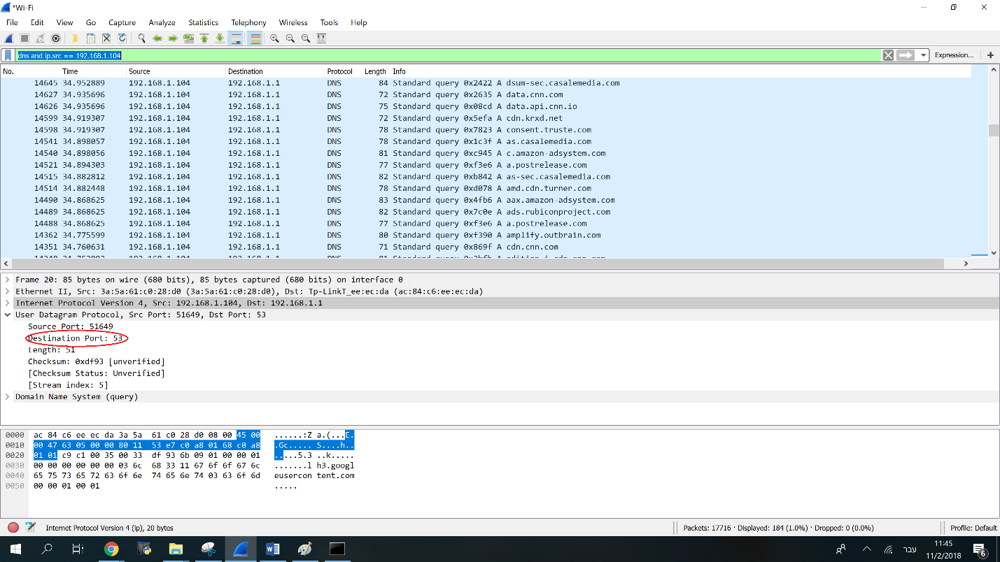 *Wi-Fi
File Edit View Go Capture Analyze Statistics Telephony Wireless Tools Help
dns and ip.src == 192.168.1.104 Expression... +
No. Time Source Destination Protocol Length Info
14645 34.952889 192.168.1.104 192.168.1.1 DNS 84 Standard query 0x2422 A dsum-sec.casalemedia.com
14627 34.935696 192.168.1.104 192.168.1.1 DNS 72 Standard query 0x2635 A data.cnn.com
14626 34.935696 192.168.1.104 192.168.1.1 DNS 75 Standard query 0x08cd A data.api.cnn.io
14599 34.919307 192.168.1.104 192.168.1.1 DNS 72 Standard query 0x5efa A cdn.krxd.net
14598 34.919307 192.168.1.104 192.168.1.1 DNS 78 Standard query 0x7823 A consent.truste.com
14541 34.898057 192.168.1.104 192.168.1.1 DNS 78 Standard query 0x1c3f A as.casalemedia.com
14540 34.898056 192.168.1.104 192.168.1.1 DNS 81 Standard query 0xc945 A c.amazon-adsystem.com
14521 34.894303 192.168.1.104 192.168.1.1 DNS 77 Standard query 0xf3e6 A a.postrelease.com
14515 34.882812 192.168.1.104 192.168.1.1 DNS 82 Standard query 0xb842 A as-sec.casalemedia.com
14514 34.882448 192.168.1.104 192.168.1.1 DNS 78 Standard query 0xd078 A amd.cdn.turner.com
14490 34.868625 192.168.1.104 192.168.1.1 DNS 83 Standard query 0x4fb6 A aax.amazon-adsystem.com
14489 34.868625 192.168.1.104 192.168.1.1 DNS 82 Standard query 0x7c0e A ads.rubiconproject.com
14488 34.868625 192.168.1.104 192.168.1.1 DNS 77 Standard query 0xf3e6 A a.postrelease.com
14362 34.775599 192.168.1.104 192.168.1.1 DNS 80 Standard query 0xf390 A amplify.outbrain.com
14351 34.760631 192.168.1.104 192.168.1.1 DNS 71 Standard query 0x869f A cdn.cnn.com
Frame 20: 85 bytes on wire (680 bits), 85 bytes captured (680 bits) on interface 0
Ethernet II, Src: 3a:5a:61:c0:28:d0 (3a:5a:61:c0:28:d0), Dst: Tp-LinkT_ee:ec:da (ac:84:c6:ee:ec:da)
Internet Protocol Version 4, Src: 192.168.1.104, Dst: 192.168.1.1
User Datagram Protocol, Src Port: 51649, Dst Port: 53
Source Port: 51649
Destination Port: 53
Length: 51
Checksum: 0xdf93 [unverified]
[Checksum Status: Unverified]
[Stream index: 5]
Domain Name System (query)
0000 ac 84 c6 ee ec da 3a 5a 61 c0 28 d0 08 00 45 00 ......:Z a.(...E.
0010 00 47 63 05 00 00 80 11 53 e7 c0 a8 01 68 c0 a8 .Gc..... S....h..
0020 01 01 c9 c1 00 35 00 33 df 93 6b 09 01 00 00 01 .....5.3 ..k.....
0030 00 00 00 00 00 00 03 6c 68 33 11 67 6f 6f 67 6c .......l h3.googl
0040 65 75 73 65 72 63 6f 6e 74 65 6e 74 03 63 6f 6d eusercon tent.com
0050 00 00 01 00 01 .....
Internet Protocol Version 4 (ip), 20 bytes Packets: 17716 · Displayed: 184 (1.0%) · Dropped: 0 (0.0%) Profile: Default
עבר 11:45
11/2/2018 6